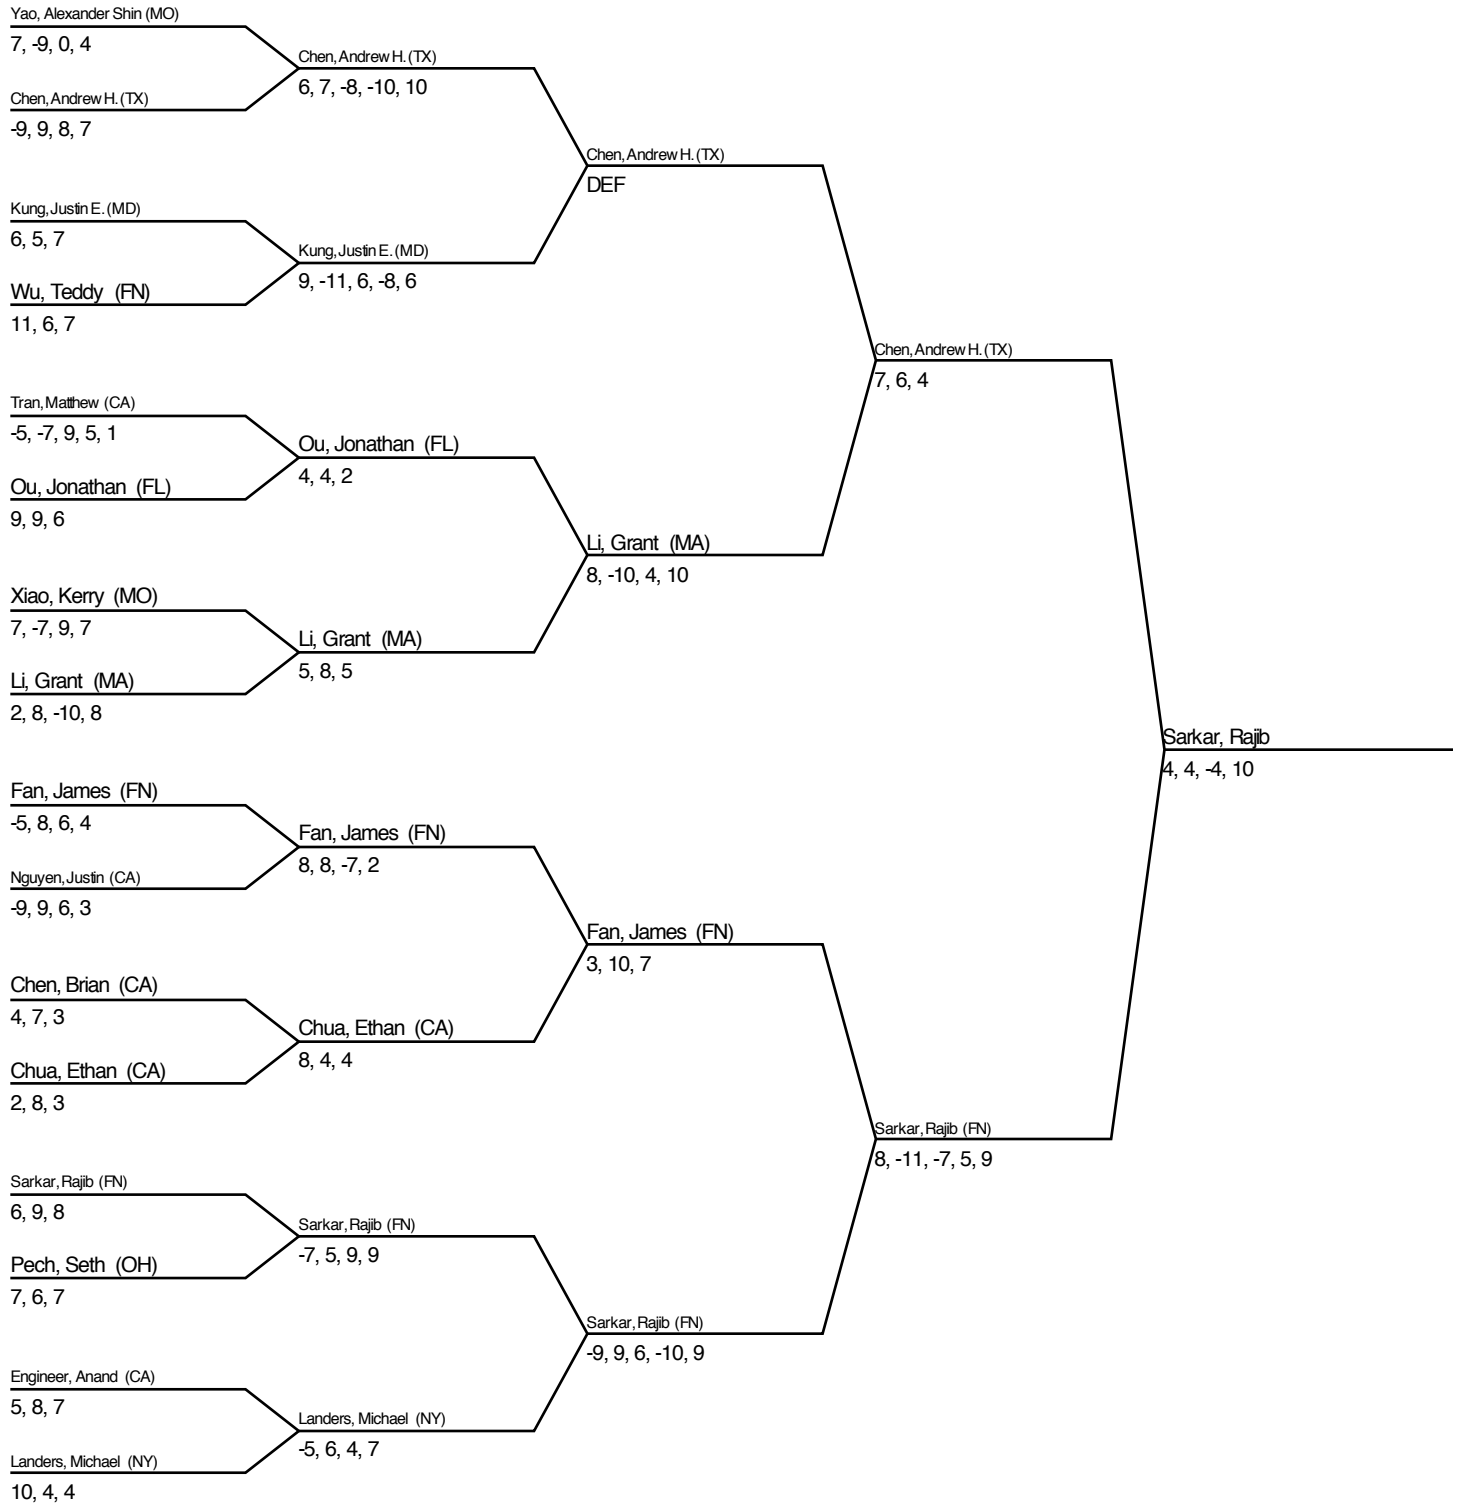 Yao, Alexander Shin (MO)
7, -9, 0, 4
Chen, Andrew H. (TX)
-9, 9, 8, 7
Kung, Justin E. (MD)
6, 5, 7
Wu, Teddy (FN)
11, 6, 7
Tran, Matthew (CA)
-5, -7, 9, 5, 1
Ou, Jonathan (FL)
9, 9, 6
Xiao, Kerry (MO)
7, -7, 9, 7
Li, Grant (MA)
2, 8, -10, 8
Fan, James (FN)
-5, 8, 6, 4
Nguyen, Justin (CA)
-9, 9, 6, 3
Chen, Brian (CA)
4, 7, 3
Chua, Ethan (CA)
2, 8, 3
Sarkar, Rajib (FN)
6, 9, 8
Pech, Seth (OH)
7, 6, 7
Engineer, Anand (CA)
5, 8, 7
Landers, Michael (NY)
10, 4, 4
Chen, Andrew H. (TX)
6, 7, -8, -10, 10
Kung, Justin E. (MD)
9, -11, 6, -8, 6
Ou, Jonathan (FL)
4, 4, 2
Li, Grant (MA)
5, 8, 5
Fan, James (FN)
8, 8, -7, 2
Chua, Ethan (CA)
8, 4, 4
Sarkar, Rajib (FN)
-7, 5, 9, 9
Landers, Michael (NY)
-5, 6, 4, 7
Chen, Andrew H. (TX)
DEF
Li, Grant (MA)
8, -10, 4, 10
Fan, James (FN)
3, 10, 7
Sarkar, Rajib (FN)
-9, 9, 6, -10, 9
Chen, Andrew H. (TX)
7, 6, 4
Sarkar, Rajib (FN)
8, -11, -7, 5, 9
Sarkar, Rajib
4, 4, -4, 10